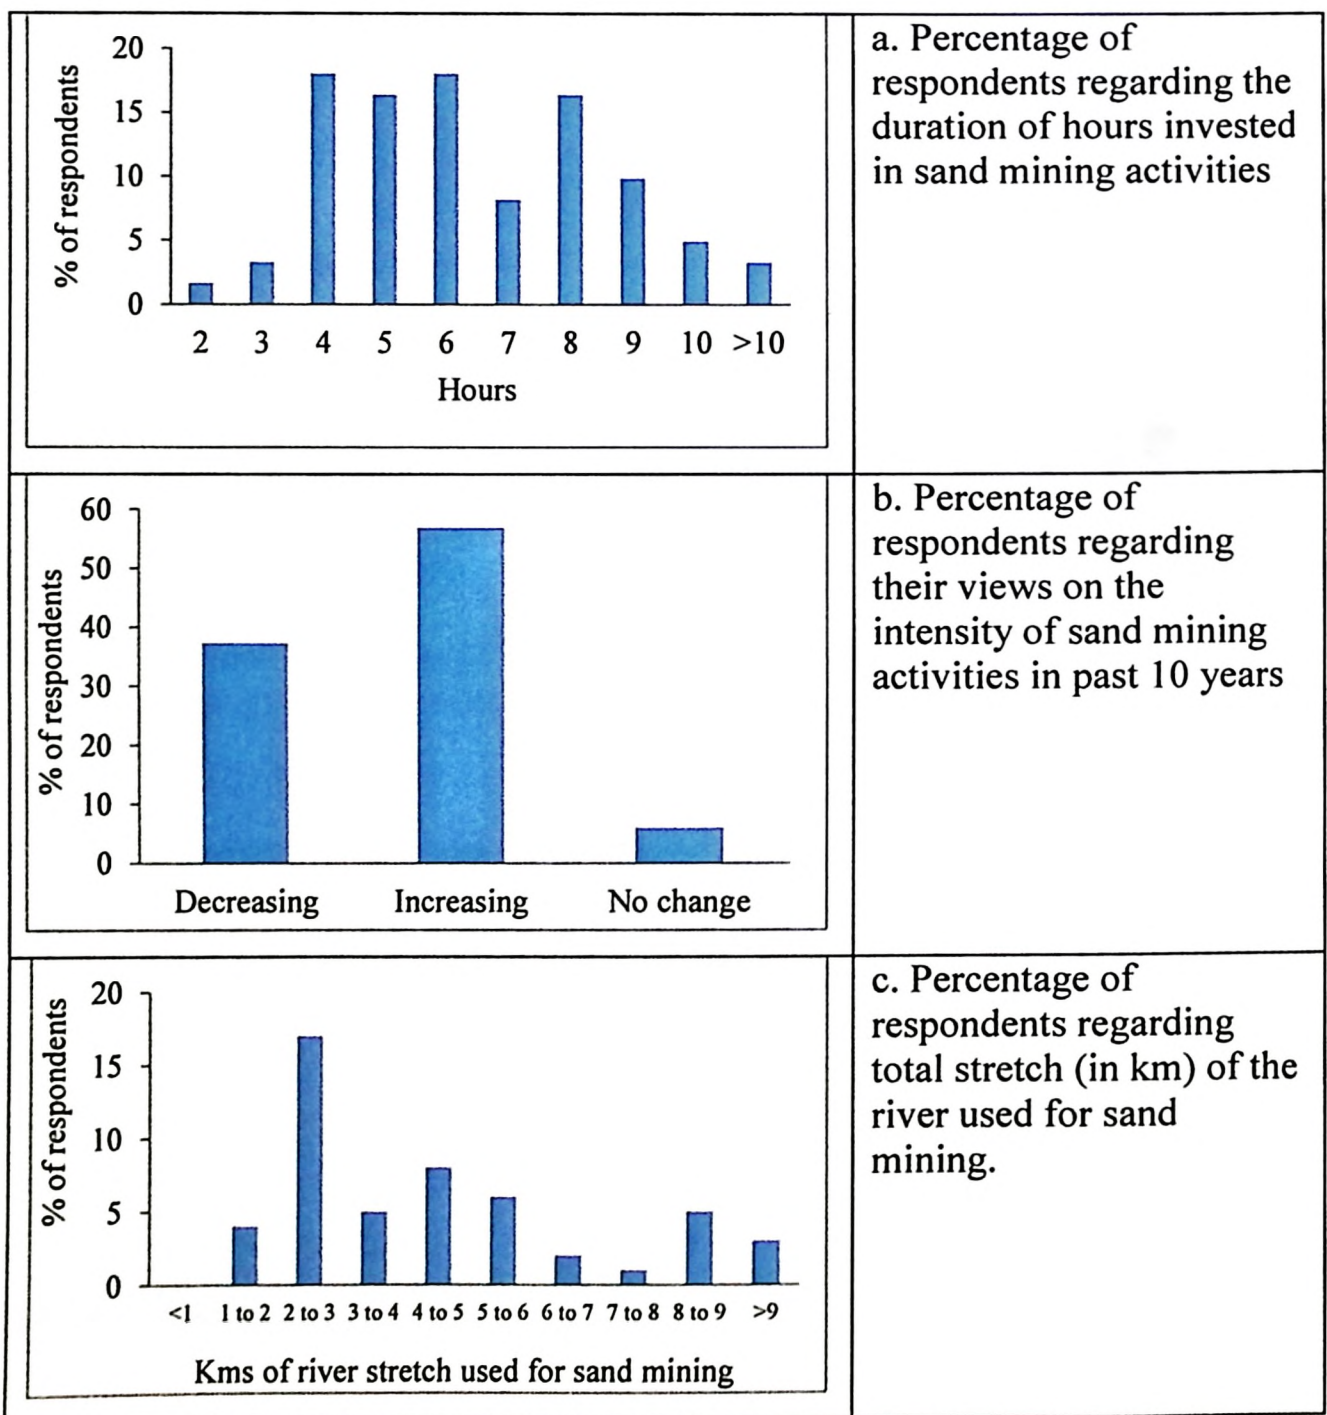 20
15
10
5
0
% of respondents
2 3 4 5 6 7 8 9 10 >10
Hours
a. Percentage of
respondents regarding the
duration of hours invested
in sand mining activities
60
50
40
30
20
10
0
% of respondents
Decreasing Increasing No change
b. Percentage of
respondents regarding
their views on the
intensity of sand mining
activities in past 10 years
20
15
10
5
0
% of respondents
<1 1 to 2 2 to 3 3 to 4 4 to 5 5 to 6 6 to 7 7 to 8 8 to 9 >9
Kms of river stretch used for sand mining
c. Percentage of
respondents regarding
total stretch (in km) of the
river used for sand
mining.